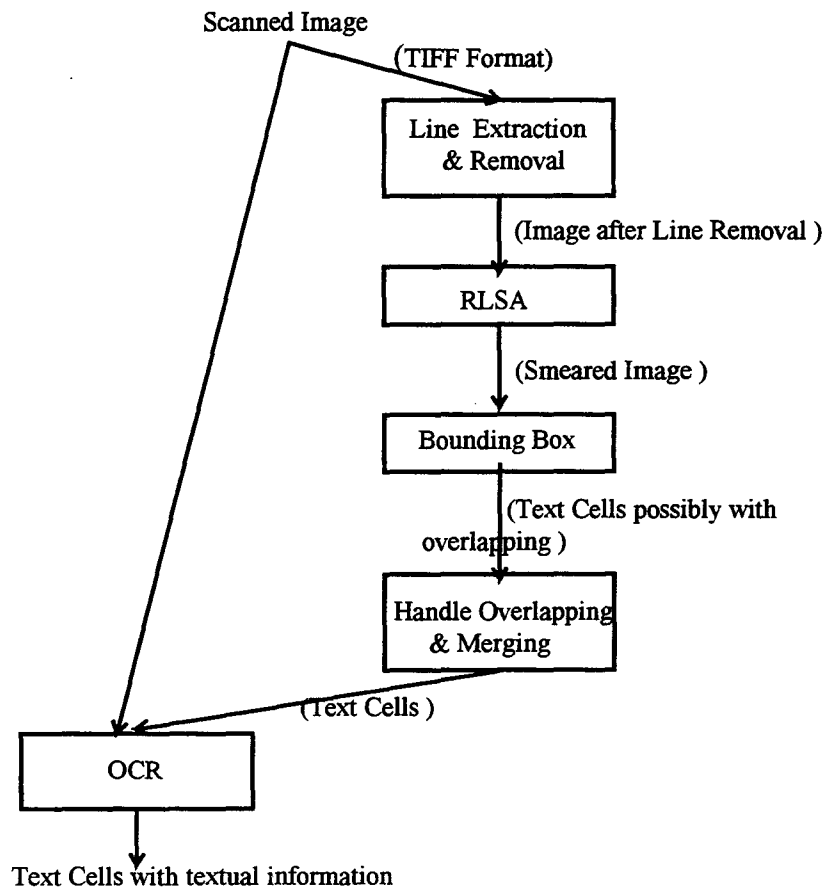 Scanned Image
(TIFF Format)
Line Extraction
& Removal
(Image after Line Removal )
RLSA
(Smeared Image )
Bounding Box
(Text Cells possibly with
overlapping )
Handle Overlapping
& Merging
(Text Cells )
OCR
Text Cells with textual information